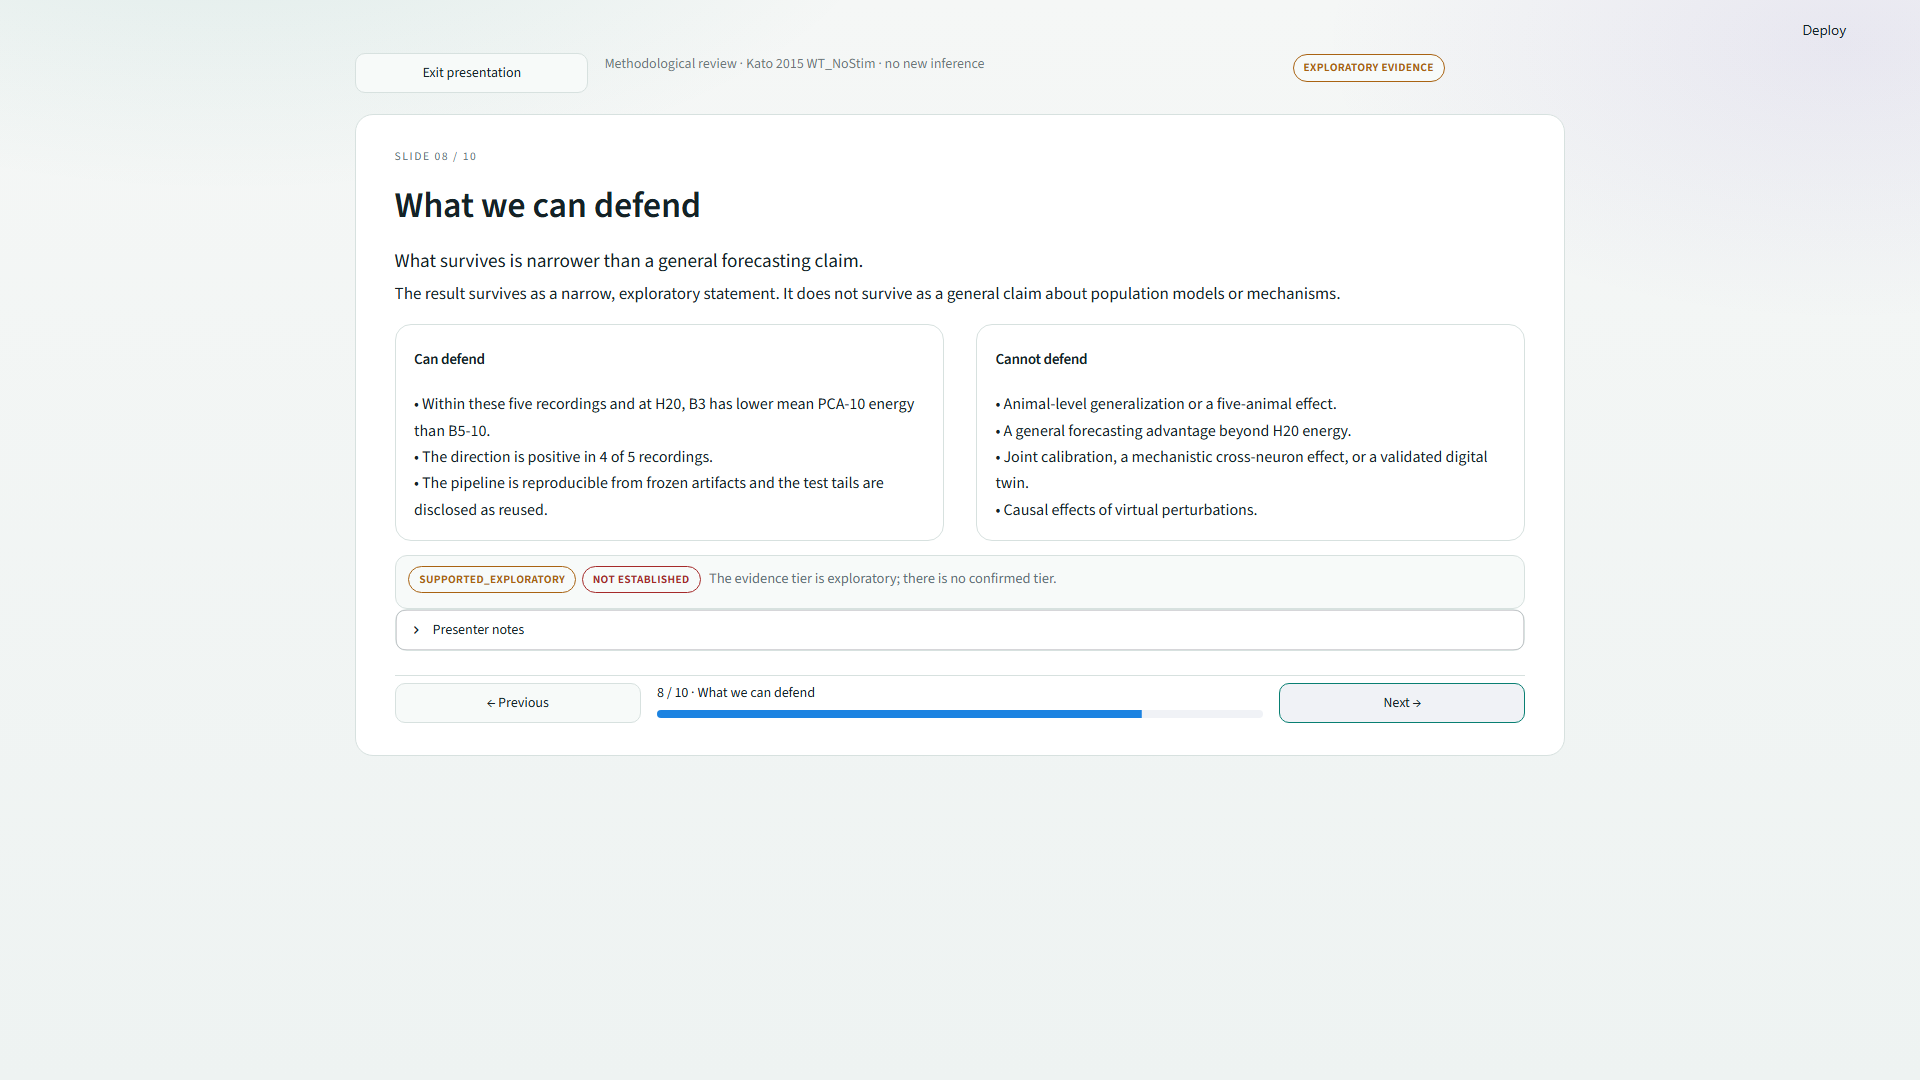 Deploy
Exit presentation
Methodological review · Kato 2015 WT_NoStim · no new inference
EXPLORATORY EVIDENCE
SLIDE 08 / 10
What we can defend
What survives is narrower than a general forecasting claim.
The result survives as a narrow, exploratory statement. It does not survive as a general claim about population models or mechanisms.
Can defend
• Within these five recordings and at H20, B3 has lower mean PCA-10 energy
than B5-10.
• The direction is positive in 4 of 5 recordings.
• The pipeline is reproducible from frozen artifacts and the test tails are
disclosed as reused.
Cannot defend
• Animal-level generalization or a five-animal effect.
• A general forecasting advantage beyond H20 energy.
• Joint calibration, a mechanistic cross-neuron effect, or a validated digital
twin.
• Causal effects of virtual perturbations.
SUPPORTED_EXPLORATORY
NOT ESTABLISHED
The evidence tier is exploratory; there is no confirmed tier.
Presenter notes
← Previous
8 / 10 · What we can defend
Next →